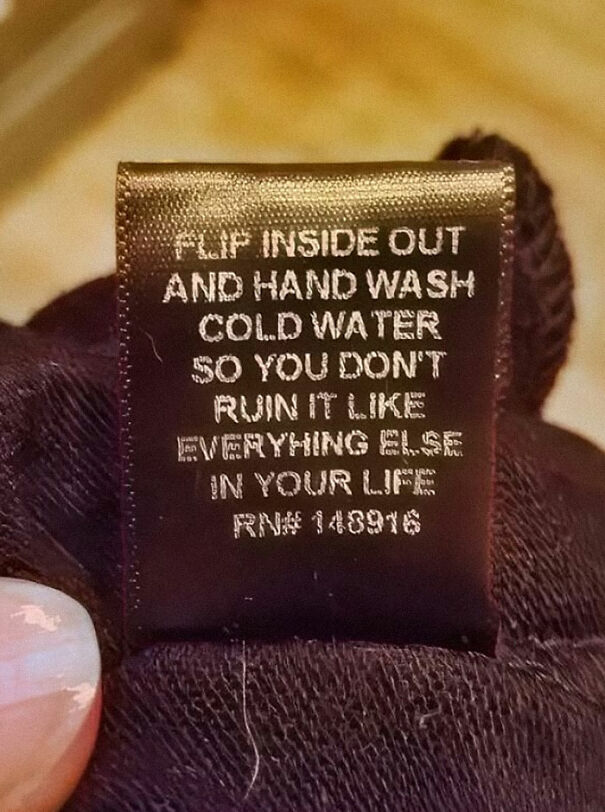 FLIP INSIDE OUT
AND HAND WASH
COLD WATER
SO YOU DON'T
RUIN IT LIKE
EVERYHING ELSE
IN YOUR LIFE
RN# 148916